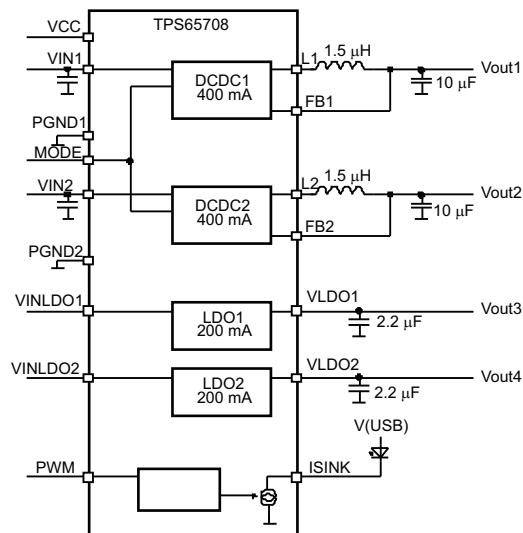 TPS65708
VCC
VIN1
L1
1.5 µH
Vout1
DCDC1
400 mA
10 µF
FB1
PGND1
MODE
VIN2
L2
1.5 µH
Vout2
DCDC2
400 mA
10 µF
FB2
PGND2
VINLDO1
LDO1
200 mA
VLDO1
Vout3
2.2 µF
VINLDO2
LDO2
200 mA
VLDO2
Vout4
2.2 µF
V(USB)
PWM
ISINK